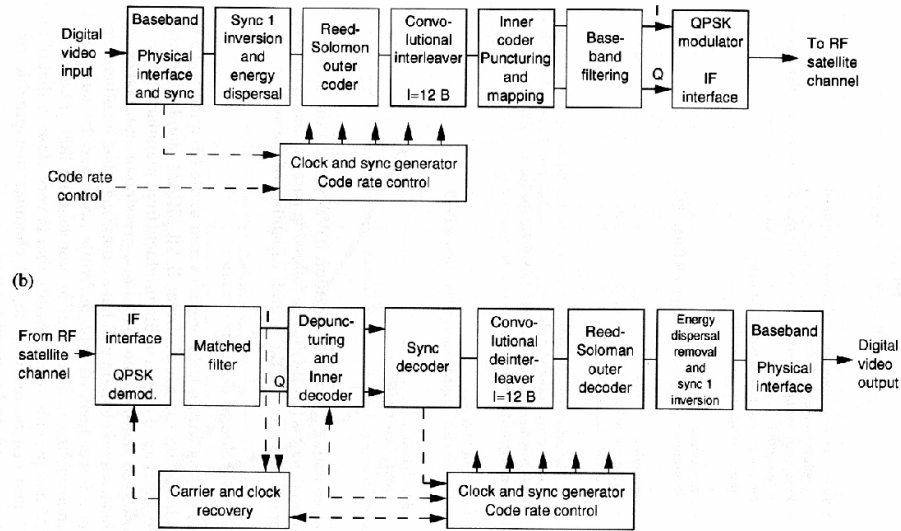 Digital
video
input
Baseband
Physical
interface
and sync
Sync 1
inversion
and
energy
dispersal
Reed-
Solomon
outer
coder
Convo-
lutional
interleaver
I=12 B
Inner
coder
Puncturing
and
mapping
Base-
band
filtering
I
Q
QPSK
modulator
IF
interface
To RF
satellite
channel
Clock and sync generator
Code rate control
Code rate
control
(b)
From RF
satellite
channel
IF
interface
QPSK
demod.
Matched
filter
I
Q
Depunc-
turing
and
Inner
decoder
Sync
decoder
Convo-
lutional
deinter-
leaver
I=12 B
Reed-
Soloman
outer
decoder
Energy
dispersal
removal
and
sync 1
inversion
Baseband
Physical
interface
Digital
video
output
Carrier and clock
recovery
Clock and sync generator
Code rate control